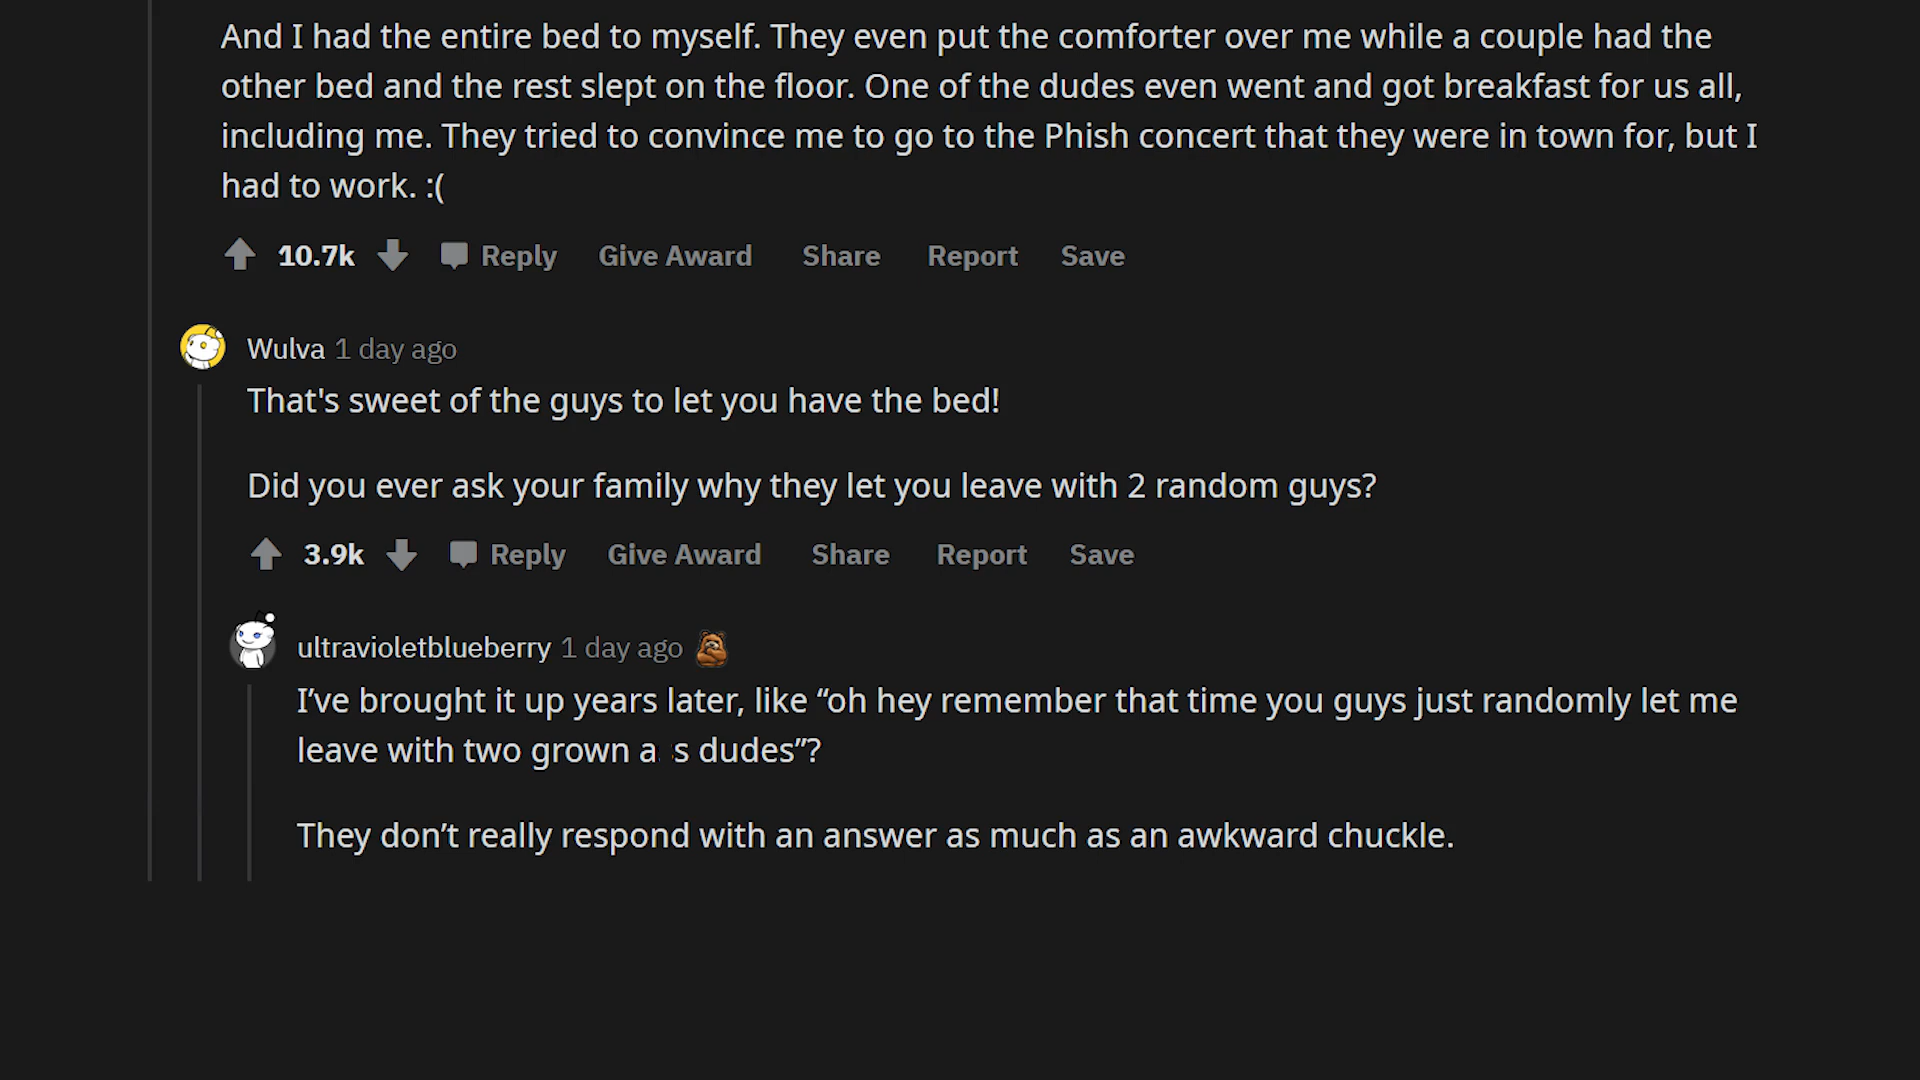 And I had the entire bed to myself. They even put the comforter over me while a couple had the
other bed and the rest slept on the floor. One of the dudes even went and got breakfast for us all,
including me. They tried to convince me to go to the Phish concert that they were in town for, but I
had to work. :(
10.7k Reply Give Award Share Report Save
Wulva 1 day ago
That's sweet of the guys to let you have the bed!
Did you ever ask your family why they let you leave with 2 random guys?
3.9k Reply Give Award Share Report Save
ultravioletblueberry 1 day ago
I’ve brought it up years later, like “oh hey remember that time you guys just randomly let me
leave with two grown a s dudes”?
They don’t really respond with an answer as much as an awkward chuckle.